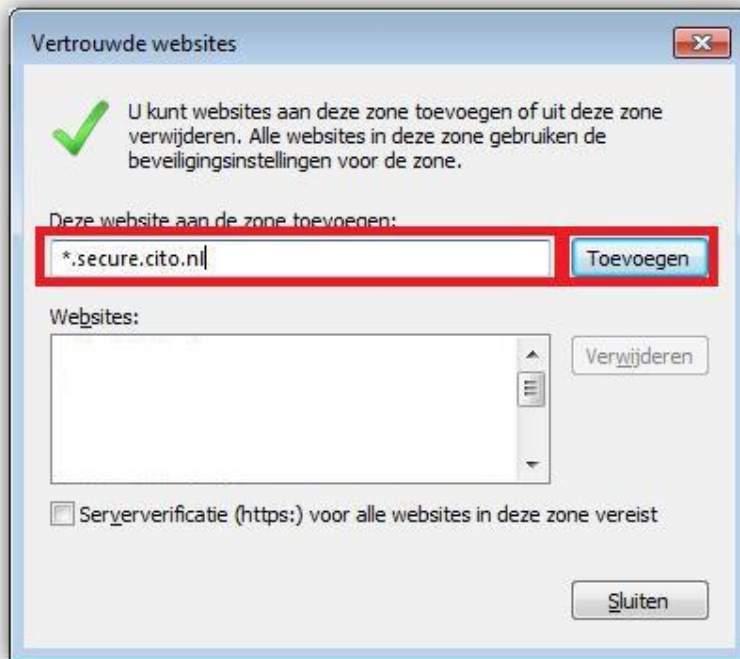 Vertrouwde websites
U kunt websites aan deze zone toevoegen of uit deze zone
verwijderen. Alle websites in deze zone gebruiken de
beveiligingsinstellingen voor de zone.
Deze website aan de zone toevoegen:
*.secure.cito.nl
Toevoegen
Websites:
Verwijderen
Serververificatie (https:) voor alle websites in deze zone vereist
Sluiten